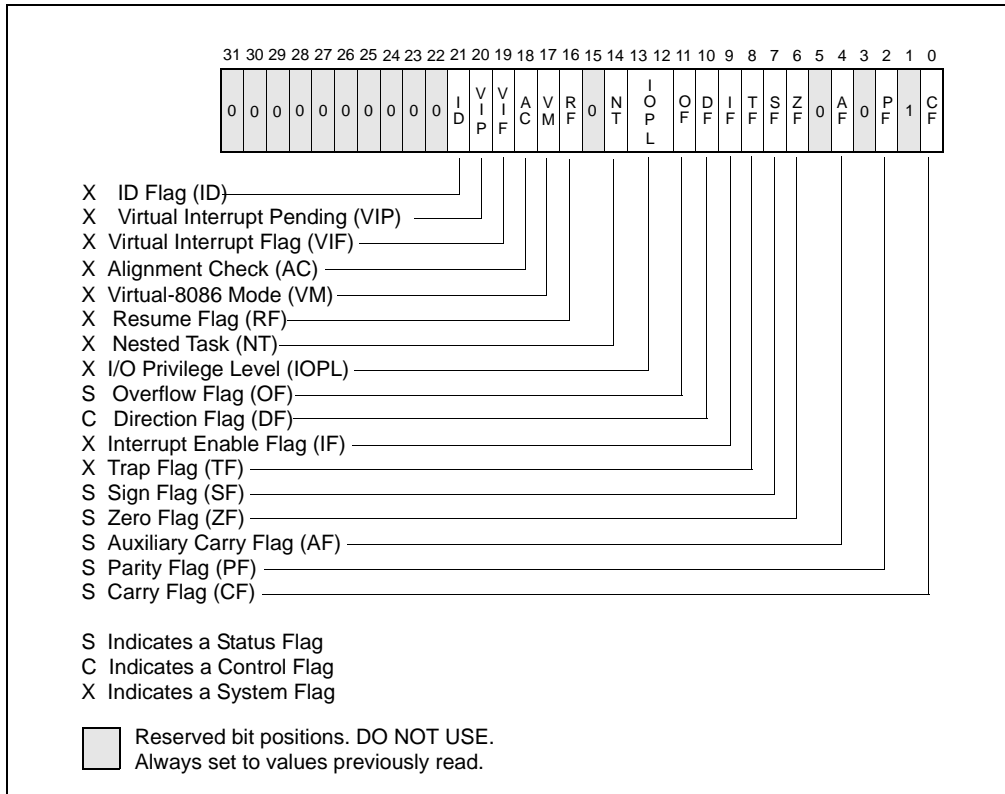 31 30 29 28 27 26 25 24 23 22 21 20 19 18 17 16 15 14 13 12 11 10 9 8 7 6 5 4 3 2 1 0
0 0 0 0 0 0 0 0 0 0 ID VIP VIF AC VM RF 0 NT IOPL OF DF IF TF SF ZF 0 AF 0 PF 1 CF
X ID Flag (ID)
X Virtual Interrupt Pending (VIP)
X Virtual Interrupt Flag (VIF)
X Alignment Check (AC)
X Virtual-8086 Mode (VM)
X Resume Flag (RF)
X Nested Task (NT)
X I/O Privilege Level (IOPL)
S Overflow Flag (OF)
C Direction Flag (DF)
X Interrupt Enable Flag (IF)
X Trap Flag (TF)
S Sign Flag (SF)
S Zero Flag (ZF)
S Auxiliary Carry Flag (AF)
S Parity Flag (PF)
S Carry Flag (CF)
S Indicates a Status Flag
C Indicates a Control Flag
X Indicates a System Flag
Reserved bit positions. DO NOT USE.
Always set to values previously read.